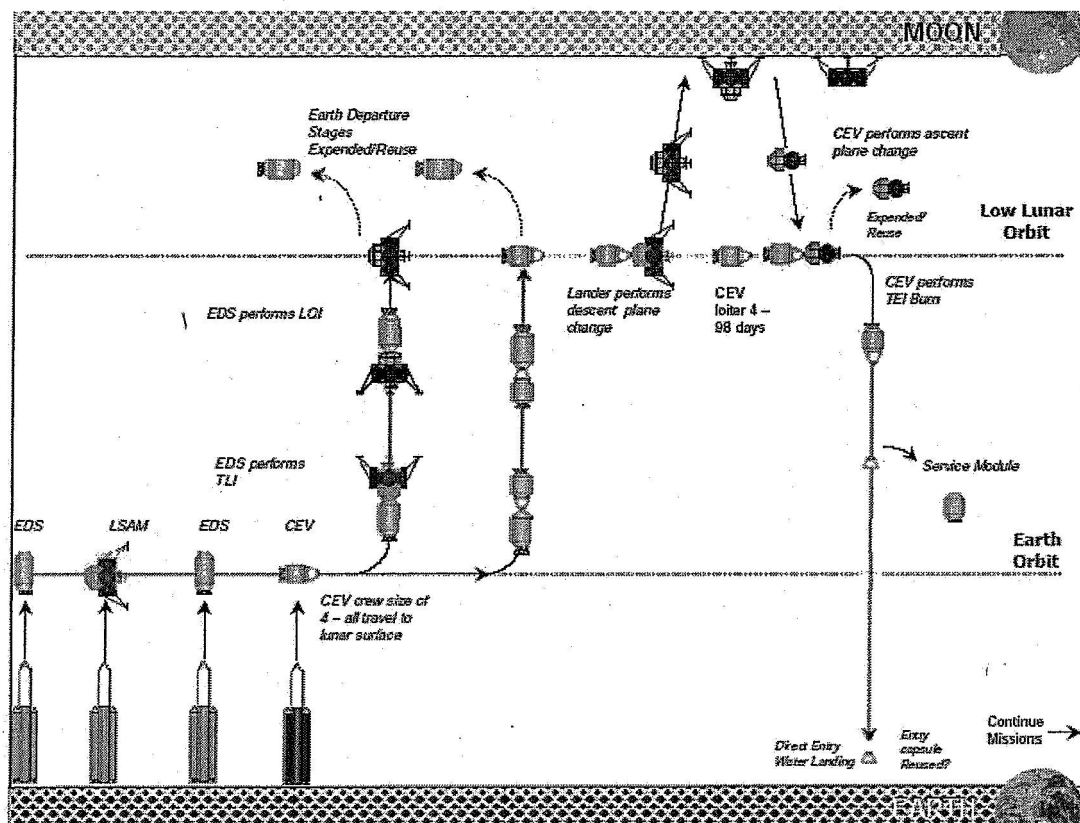 MOON
Earth Departure
Stages
Expended/Reuse
CEV performs ascent
plane change
Expended/
Reuse
Low Lunar
Orbit
EDS performs LOI
Lander performs
descent plane
change
CEV
loiter 4 –
98 days
CEV performs
TEI Burn
EDS performs
TLI
Service Module
EDS
LSAM
EDS
CEV
Earth
Orbit
CEV crew size of
4 – all travel to
lunar surface
Direct Entry
Water Landing
Entry
capsule
Reused?
Continue
Missions
EARTH